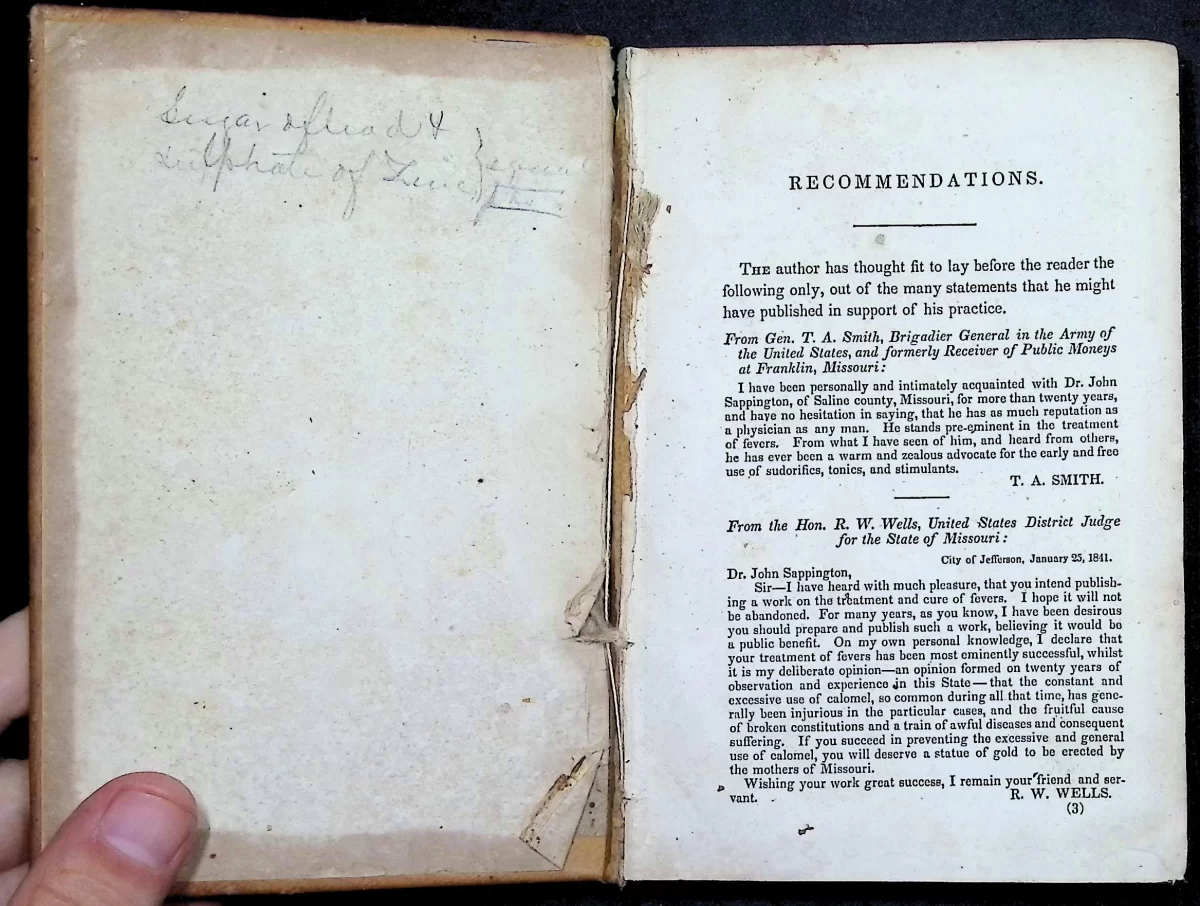 Sugar of lead &
Sulphate of Zinc } equal
RECOMMENDATIONS.
THE author has thought fit to lay before the reader the
following only, out of the many statements that he might
have published in support of his practice.
From Gen. T. A. Smith, Brigadier General in the Army of
the United States, and formerly Receiver of Public Moneys
at Franklin, Missouri:
I have been personally and intimately acquainted with Dr. John
Sappington, of Saline county, Missouri, for more than twenty years,
and have no hesitation in saying, that he has as much reputation as
a physician as any man. He stands pre-eminent in the treatment
of fevers. From what I have seen of him, and heard from others,
he has ever been a warm and zealous advocate for the early and free
use of sudorifics, tonics, and stimulants.
T. A. SMITH.
From the Hon. R. W. Wells, United States District Judge
for the State of Missouri:
City of Jefferson, January 25, 1841.
Dr. John Sappington,
Sir—I have heard with much pleasure, that you intend publish-
ing a work on the treatment and cure of fevers. I hope it will not
be abandoned. For many years, as you know, I have been desirous
you should prepare and publish such a work, believing it would be
a public benefit. On my own personal knowledge, I declare that
your treatment of fevers has been most eminently successful, whilst
it is my deliberate opinion—an opinion formed on twenty years of
observation and experience in this State—that the constant and
excessive use of calomel, so common during all that time, has gene-
rally been injurious in the particular cases, and the fruitful cause
of broken constitutions and a train of awful diseases and consequent
suffering. If you succeed in preventing the excessive and general
use of calomel, you will deserve a statue of gold to be erected by
the mothers of Missouri.
Wishing your work great success, I remain your friend and ser-
vant. R. W. WELLS.
(3)